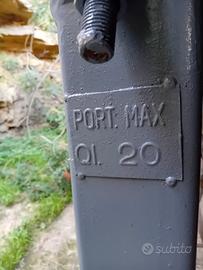 PORT. MAX
Ql. 20
subito